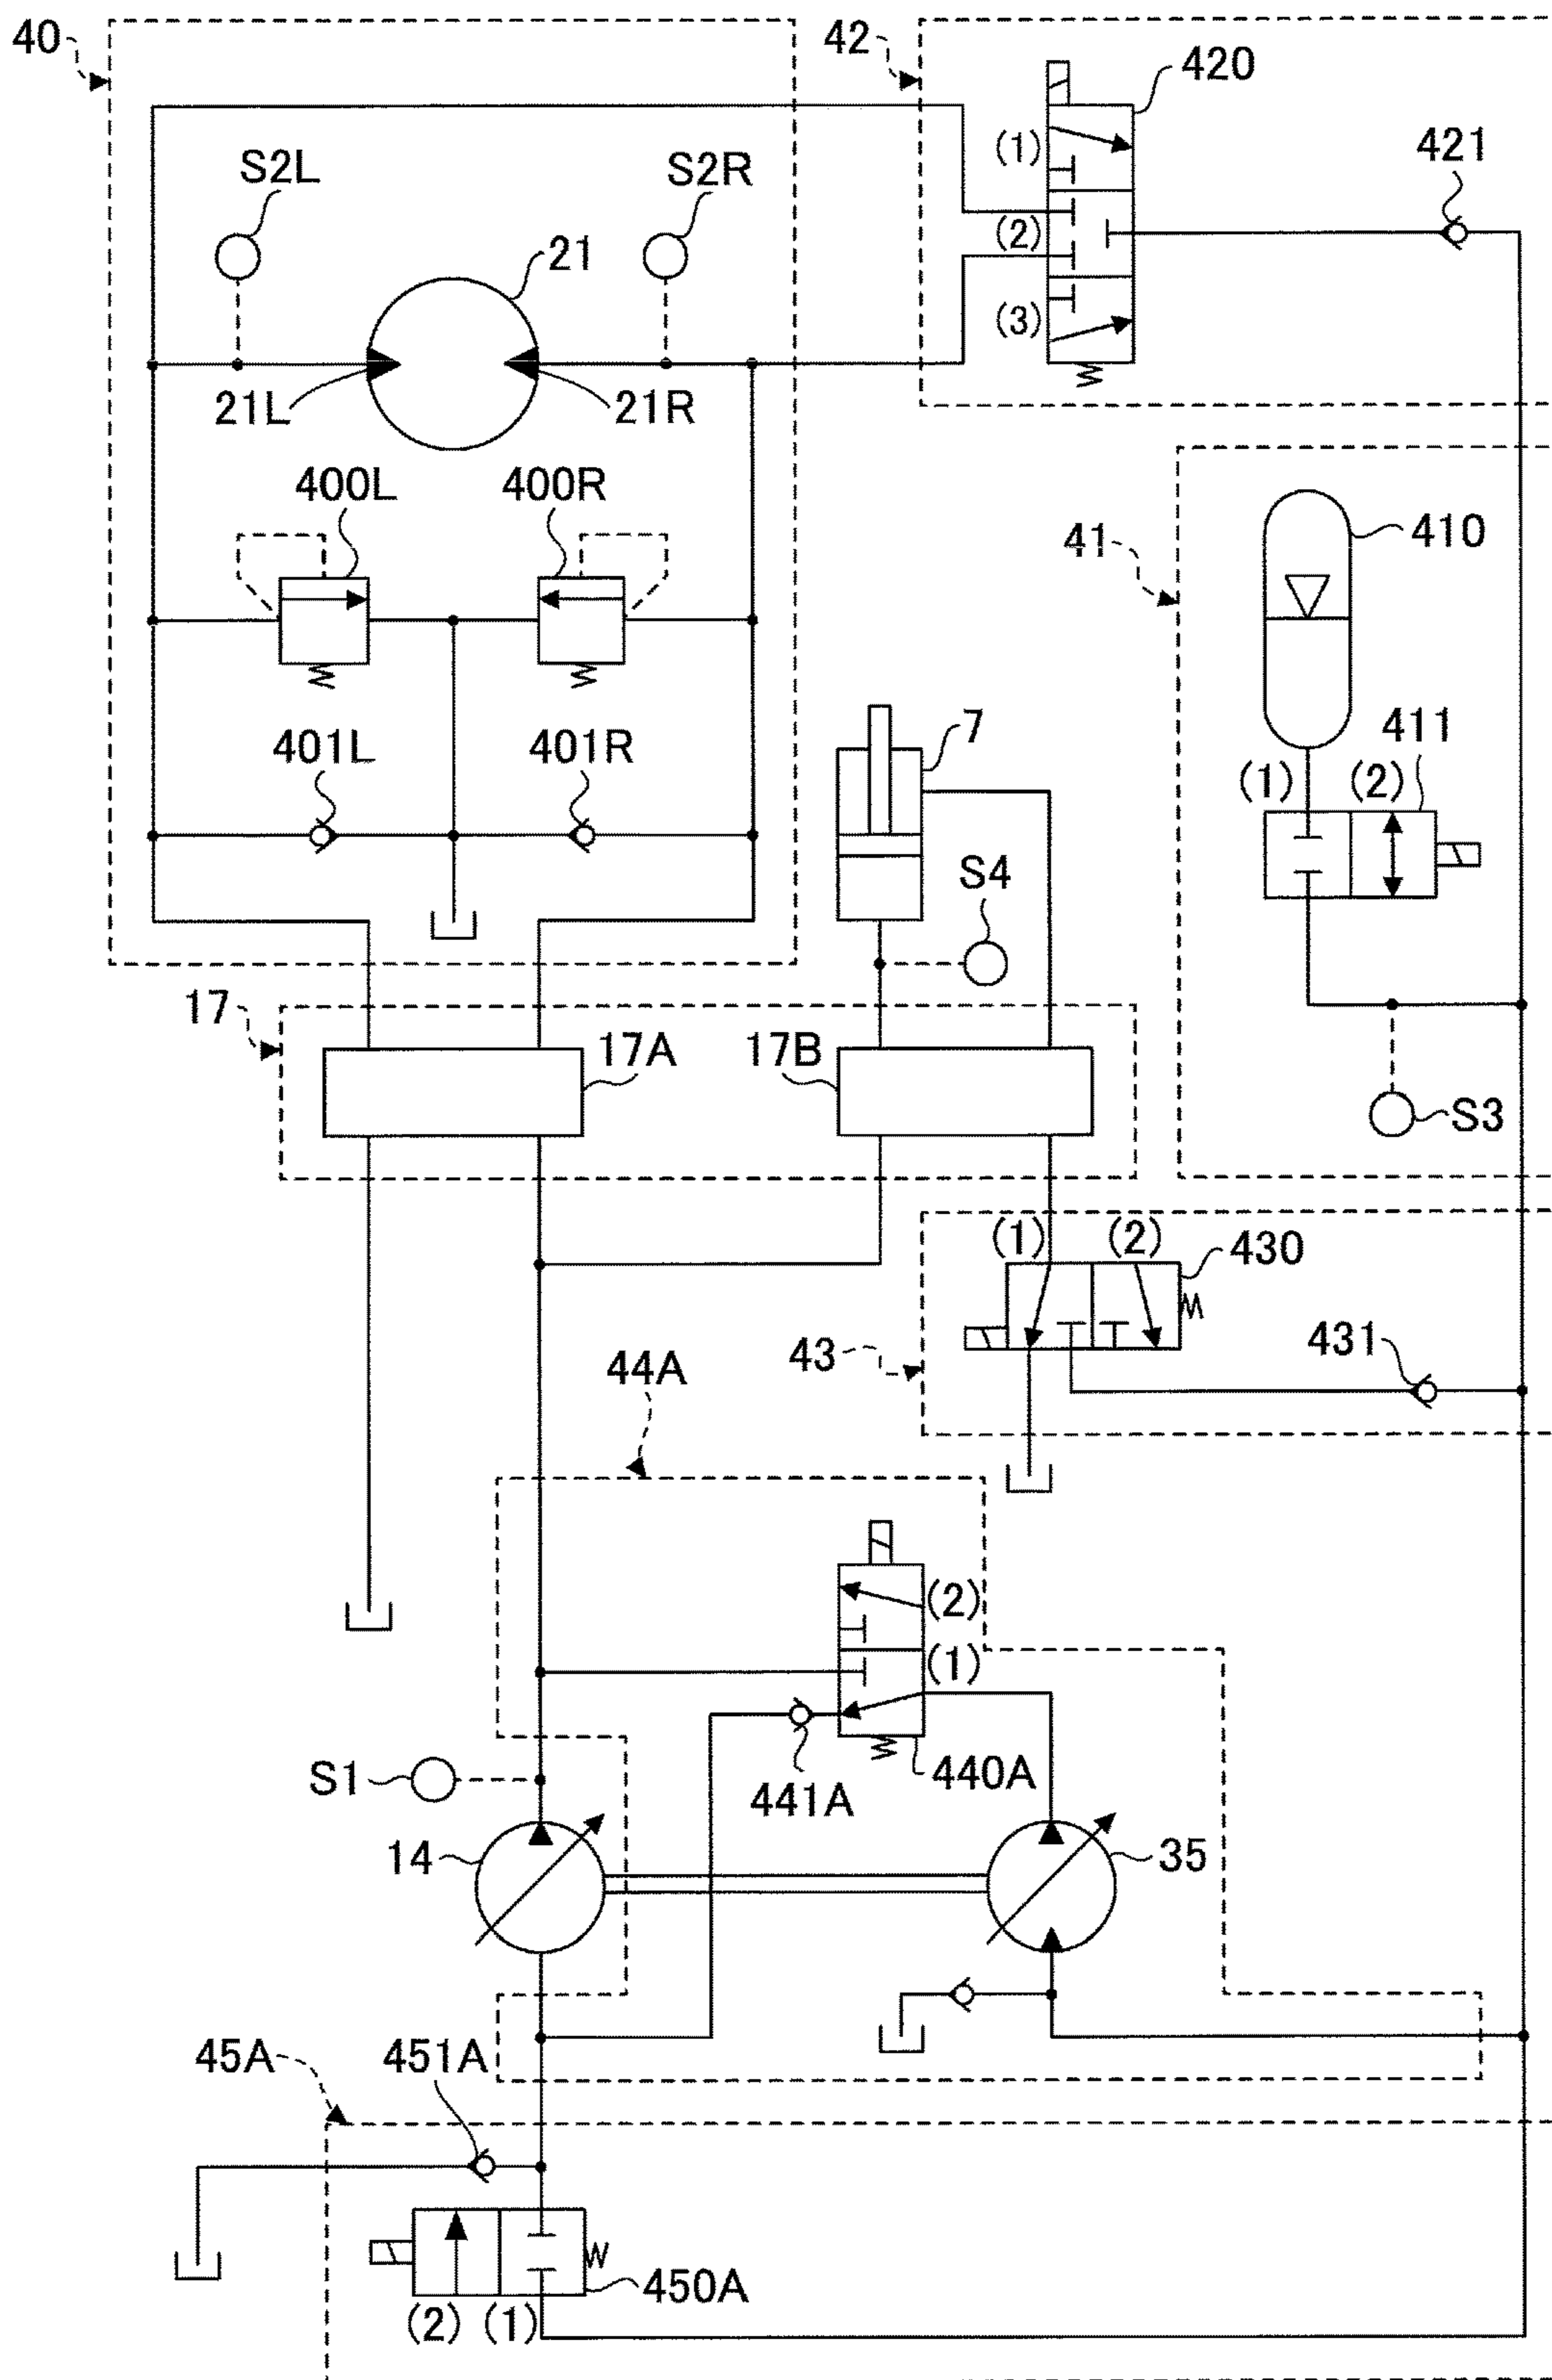 40
42
420
(1)
421
S2L
S2R
(2)
21
(3)
21L
21R
400L
400R
41
410
7
411
401L
401R
(1)
(2)
S4
17
17A
17B
S3
(1)
(2)
430
43
431
44A
(2)
(1)
S1
441A
440A
14
35
45A
451A
450A
(2)
(1)